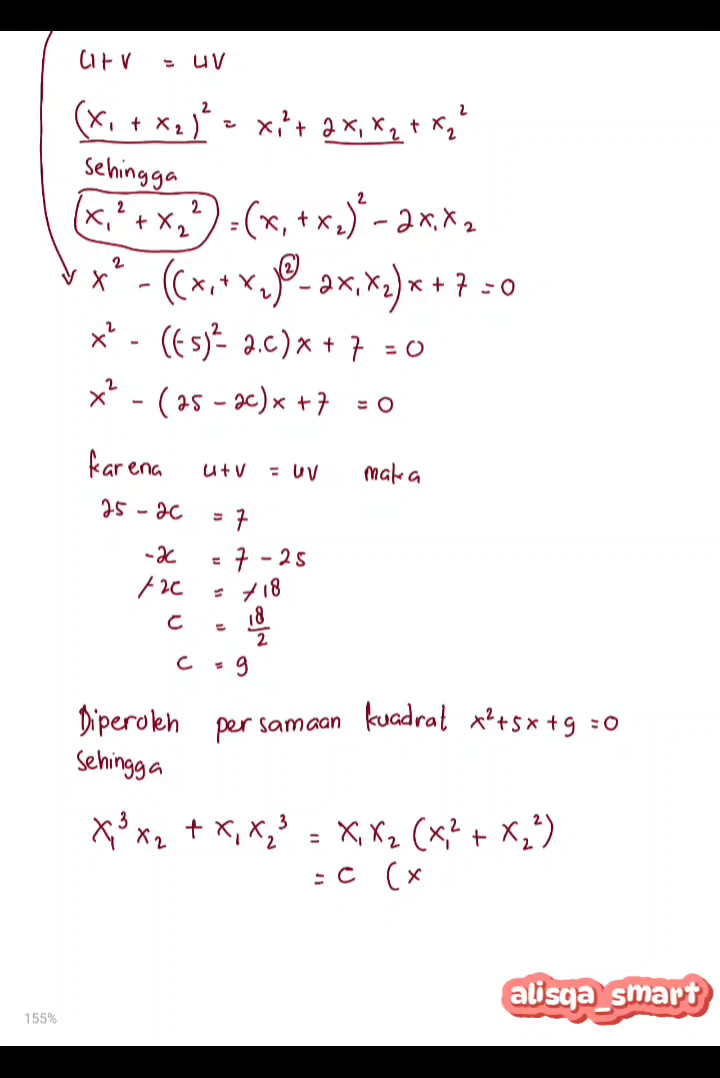 u+v = uv
(x₁ + x₂)² = x₁² + 2x₁x₂ + x₂²
Sehingga
x₁² + x₂² = (x₁ + x₂)² - 2x₁x₂
x² - ((x₁ + x₂)² - 2x₁x₂)x + 7 = 0
x² - ((-5)² - 2.c)x + 7 = 0
x² - (25 - 2c)x + 7 = 0
karena u+v = uv maka
25 - 2c = 7
-2c = 7 - 25
-2c = -18
c = 18/2
c = 9
Diperoleh persamaan kuadrat x²+5x+9 = 0
Sehingga
x₁³x₂ + x₁x₂³ = x₁x₂ (x₁² + x₂²)
= c (x
alisqa_smart
155%